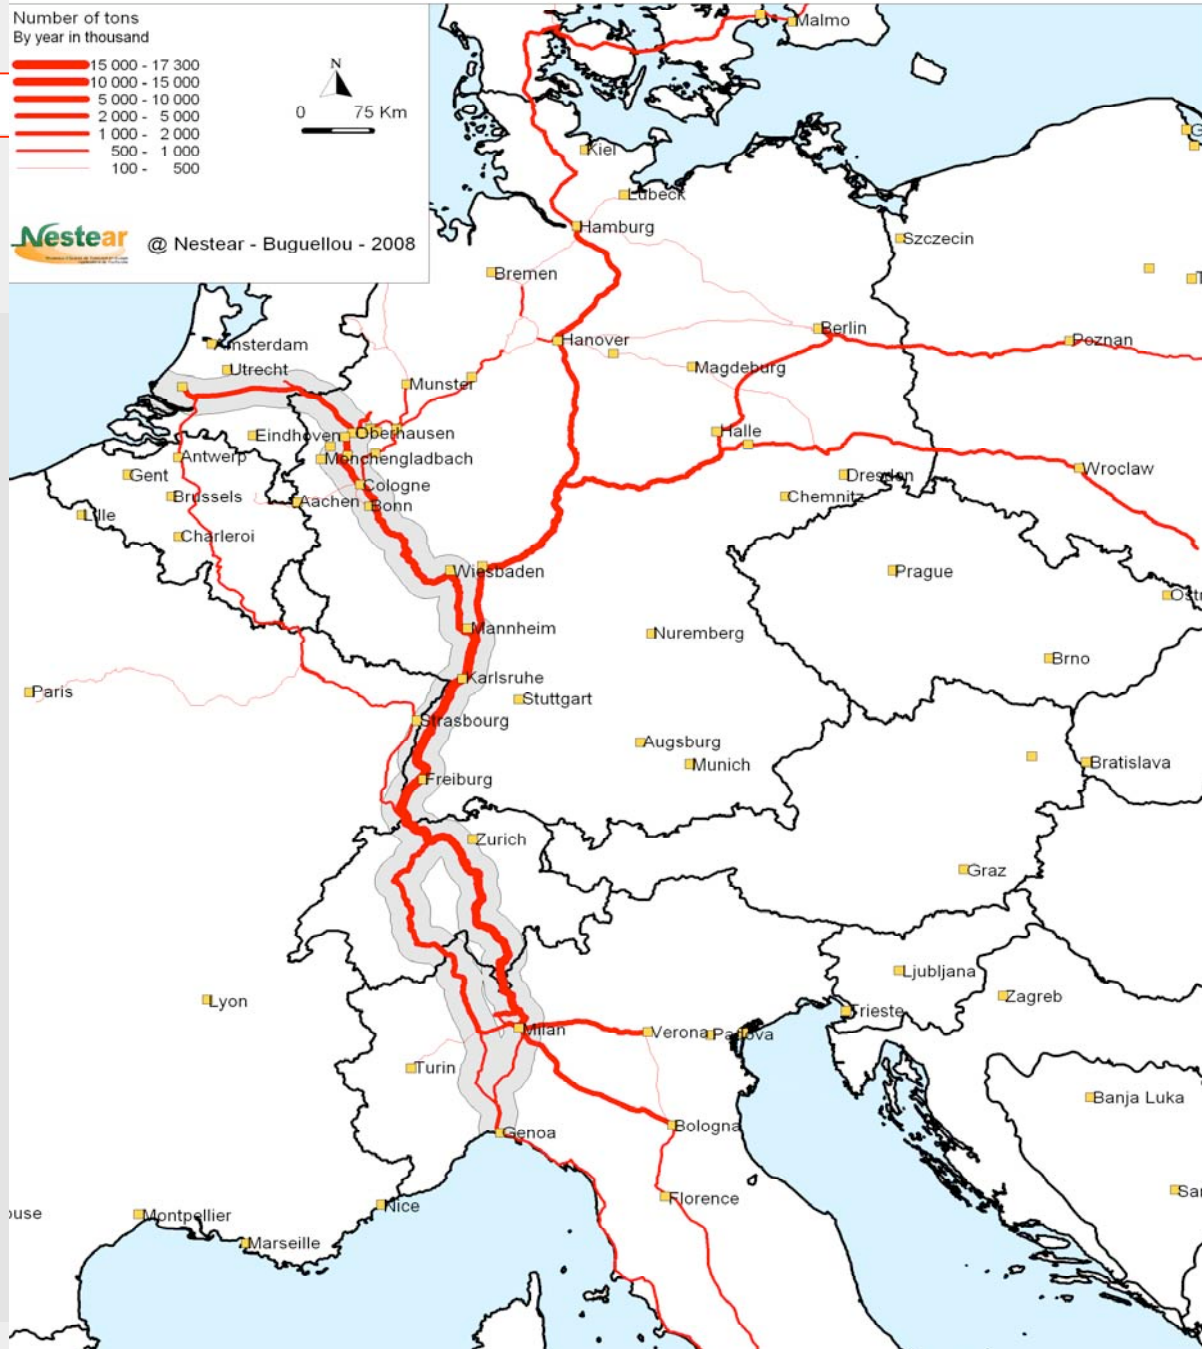 Number of tons
By year in thousand
15 000 - 17 300
10 000 - 15 000
5 000 - 10 000
2 000 - 5 000
1 000 - 2 000
500 - 1 000
100 - 500
N
0 75 Km
Nestear
@ Nestear - Buguellou - 2008
Malmo
Kiel
Lubeck
Hamburg
Szczecin
Bremen
Berlin
Hanover
Poznan
Amsterdam
Utrecht
Magdeburg
Munster
Eindhoven
Oberhausen
Halle
Antwerp
Monchengladbach
Wroclaw
Gent
Dresden
Cologne
Brussels
Aachen
Chemnitz
Bonn
Lille
Charleroi
Wiesbaden
Prague
Ostr
Mannheim
Nuremberg
Brno
Karlsruhe
Paris
Stuttgart
Strasbourg
Augsburg
Munich
Bratislava
Freiburg
Zurich
Graz
Ljubljana
Lyon
Zagreb
Trieste
Milan
Verona
Padova
Turin
Banja Luka
Genoa
Bologna
Sar
Florence
Nice
ouse
Montpellier
Marseille